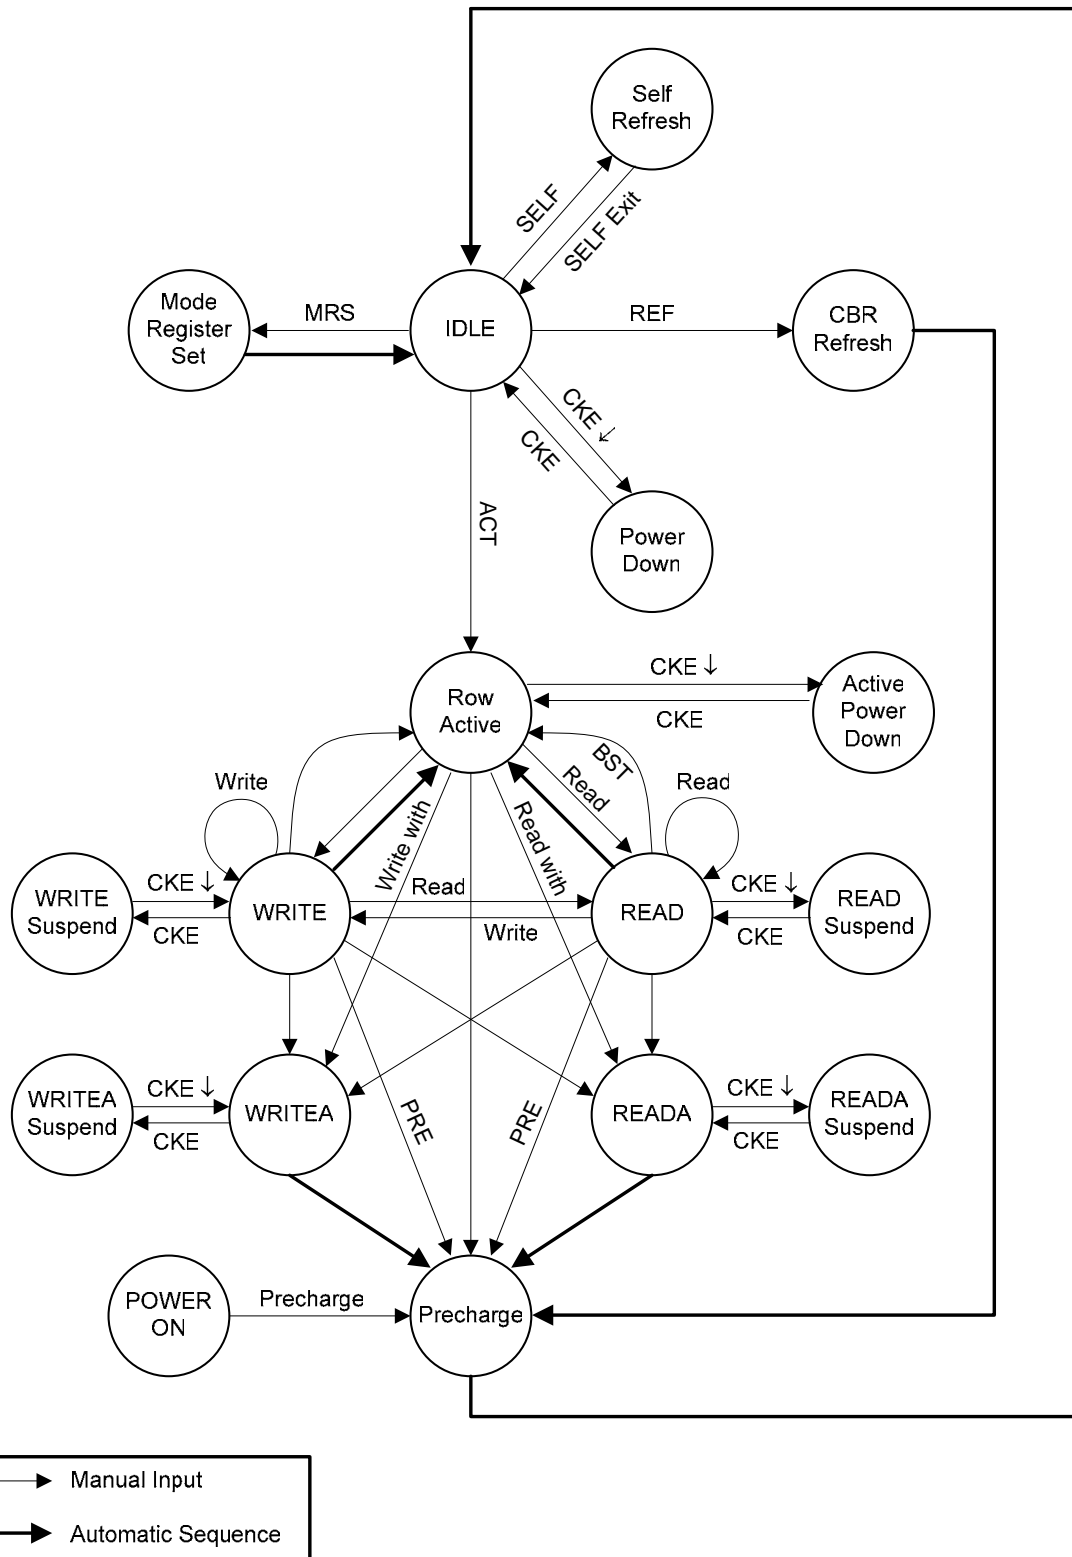 Self
Refresh
SELF
SELF Exit
Mode
Register
Set
MRS
IDLE
REF
CBR
Refresh
CKE ↓
CKE
ACT
Power
Down
Row
Active
CKE ↓
CKE
Active
Power
Down
BST
Read
Write
Read
Write with
Read with
WRITE
Suspend
CKE ↓
CKE
WRITE
Read
Write
READ
CKE ↓
CKE
READ
Suspend
WRITEA
Suspend
CKE ↓
CKE
WRITEA
PRE
PRE
READA
CKE ↓
CKE
READA
Suspend
POWER
ON
Precharge
Precharge
Manual Input
Automatic Sequence